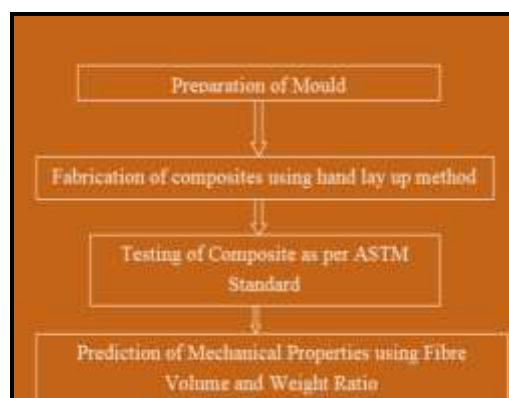 Preparation of Mould
Fabrication of composites using hand lay up method
Testing of Composite as per ASTM
Standard
Prediction of Mechanical Properties using Fibre
Volume and Weight Ratio